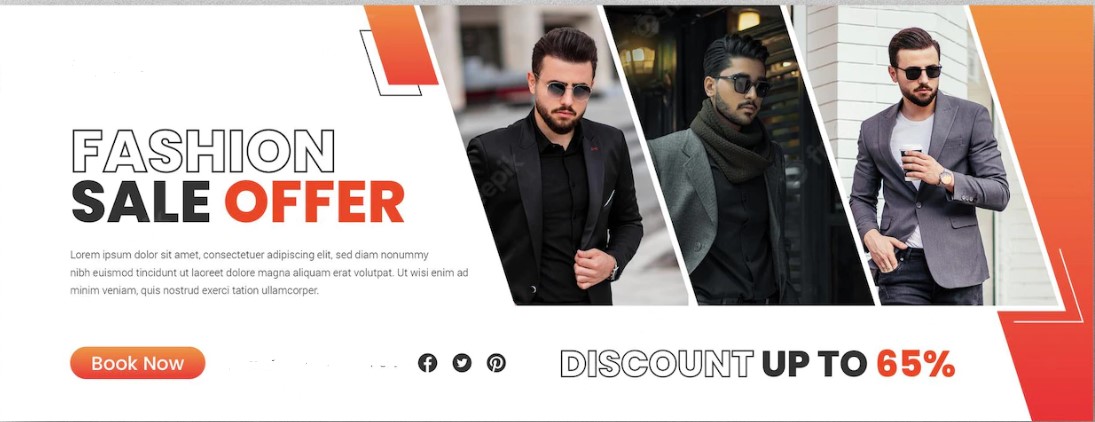 FASHION
SALE OFFER
Lorem ipsum dolor sit amet, consectetuer adipiscing elit, sed diam nonummy
nibh euismod tincidunt ut laoreet dolore magna aliquam erat volutpat. Ut wisi enim ad
minim veniam, quis nostrud exerci tation ullamcorper.
Book Now
DISCOUNT UP TO 65%